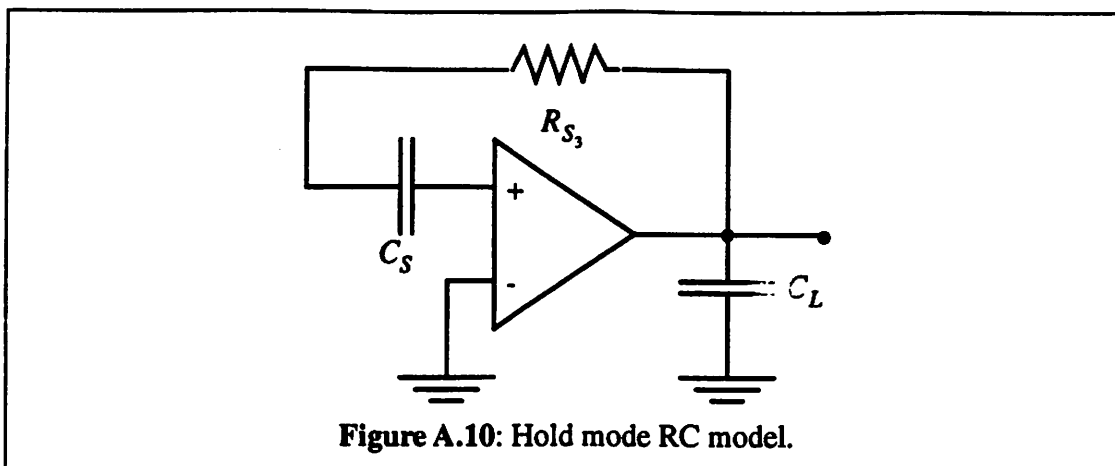 R_{S_3}
+
C_S
-
C_L
Figure A.10: Hold mode RC model.